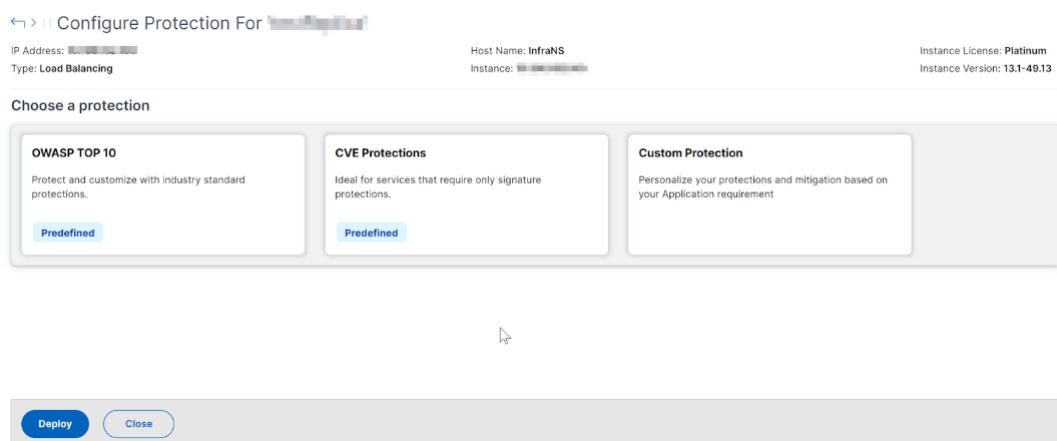 Configure Protection For
IP Address:
Host Name: InfraNS
Instance License: Platinum
Type: Load Balancing
Instance:
Instance Version: 13.1-49.13
Choose a protection
OWASP TOP 10
Protect and customize with industry standard
protections.
Predefined
CVE Protections
Ideal for services that require only signature
protections.
Predefined
Custom Protection
Personalize your protections and mitigation based on
your Application requirement
Deploy
Close